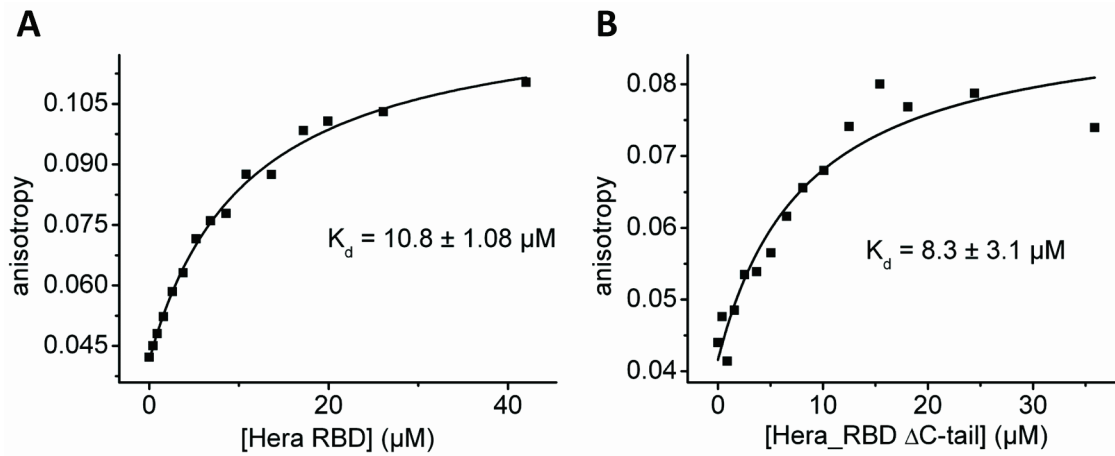 A
anisotropy
0.105
0.090
0.075
0.060
0.045
K_d = 10.8 ± 1.08 µM
0
20
40
[Hera RBD] (µM)
B
anisotropy
0.08
0.07
0.06
0.05
0.04
K_d = 8.3 ± 3.1 µM
0
10
20
30
[Hera_RBD ΔC-tail] (µM)